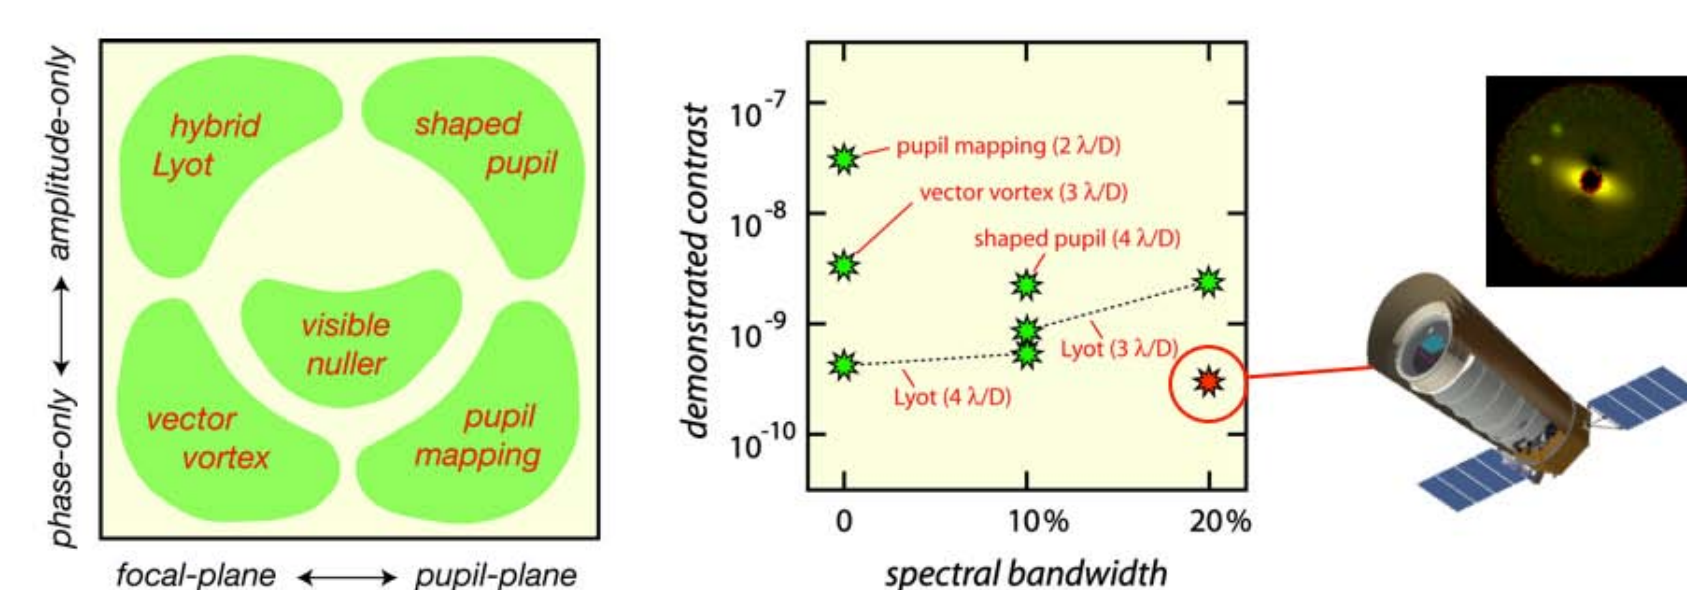 amplitude-only
phase-only
hybrid
Lyot
shaped
pupil
visible
nuller
vector
vortex
pupil
mapping
focal-plane
pupil-plane
demonstrated contrast
10-7
10-8
10-9
10-10
pupil mapping (2 λ/D)
vector vortex (3 λ/D)
shaped pupil (4 λ/D)
Lyot (3 λ/D)
Lyot (4 λ/D)
0
10%
20%
spectral bandwidth